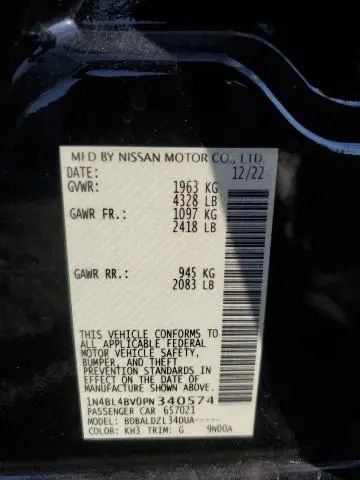 MFD BY NISSAN MOTOR CO., LTD.
DATE: 12/22
GVWR: 1963 KG
4328 LB
GAWR FR.: 1097 KG
2418 LB
GAWR RR.: 945 KG
2083 LB
THIS VEHICLE CONFORMS TO
ALL APPLICABLE FEDERAL
MOTOR VEHICLE SAFETY,
BUMPER, AND THEFT
PREVENTION STANDARDS
IN EFFECT ON THE DATE OF
MANUFACTURE SHOWN ABOVE.
1N4BL4BV0PN340574
PASSENGER CAR 657021
MODEL: BDBALDZL34DUA-----
COLOR: KH3 TRIM: G 9N00A